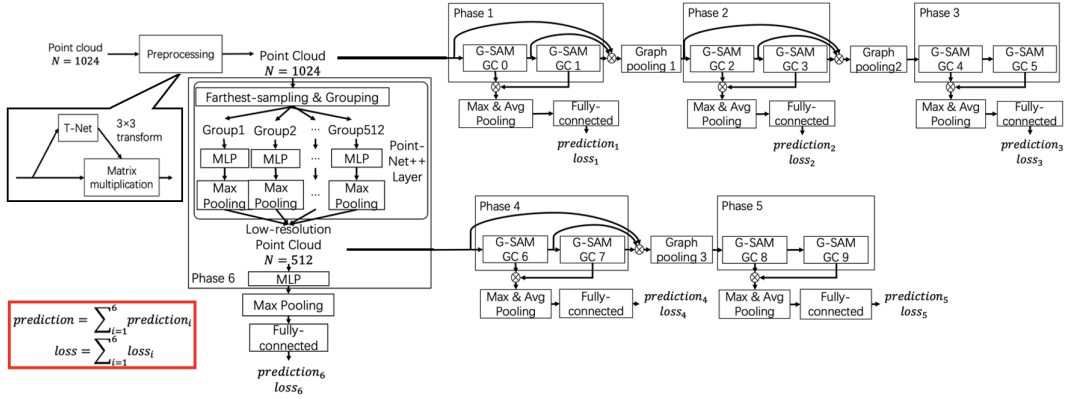 Point cloud
N = 1024
Preprocessing
Point Cloud
N = 1024
T-Net
3×3
transform
Matrix
multiplication
Farthest-sampling & Grouping
Group1 Group2 ... Group512
MLP MLP ... MLP
Max Pooling Max Pooling ... Max Pooling
Point-
Net++
Layer
Low-resolution
Point Cloud
N = 512
Phase 6
MLP
Max Pooling
Fully-
connected
prediction₆
loss₆
Phase 1
G-SAM
GC 0
G-SAM
GC 1
Graph
pooling 1
Max & Avg
Pooling
Fully-
connected
prediction₁
loss₁
Phase 2
G-SAM
GC 2
G-SAM
GC 3
Graph
pooling2
Max & Avg
Pooling
Fully-
connected
prediction₂
loss₂
Phase 3
G-SAM
GC 4
G-SAM
GC 5
Max & Avg
Pooling
Fully-
connected
prediction₃
loss₃
Phase 4
G-SAM
GC 6
G-SAM
GC 7
Graph
pooling 3
Max & Avg
Pooling
Fully-
connected
prediction₄
loss₄
Phase 5
G-SAM
GC 8
G-SAM
GC 9
Max & Avg
Pooling
Fully-
connected
prediction₅
loss₅
prediction = ∑⁶ᵢ₌₁ predictionᵢ
loss = ∑⁶ᵢ₌₁ lossᵢ